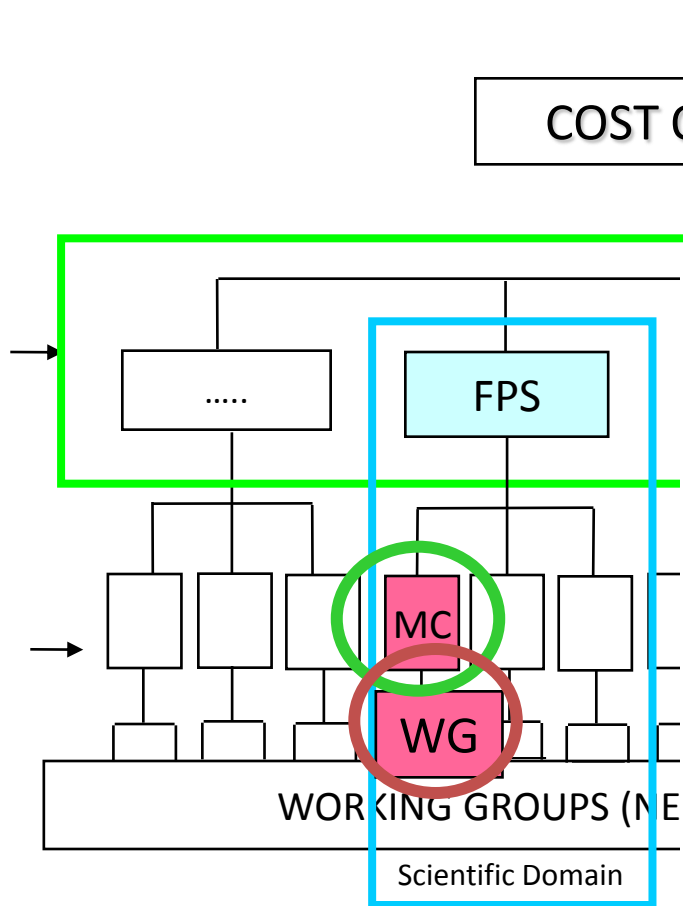 COST
.....
FPS
MC
WG
WORKING GROUPS
Scientific Domain